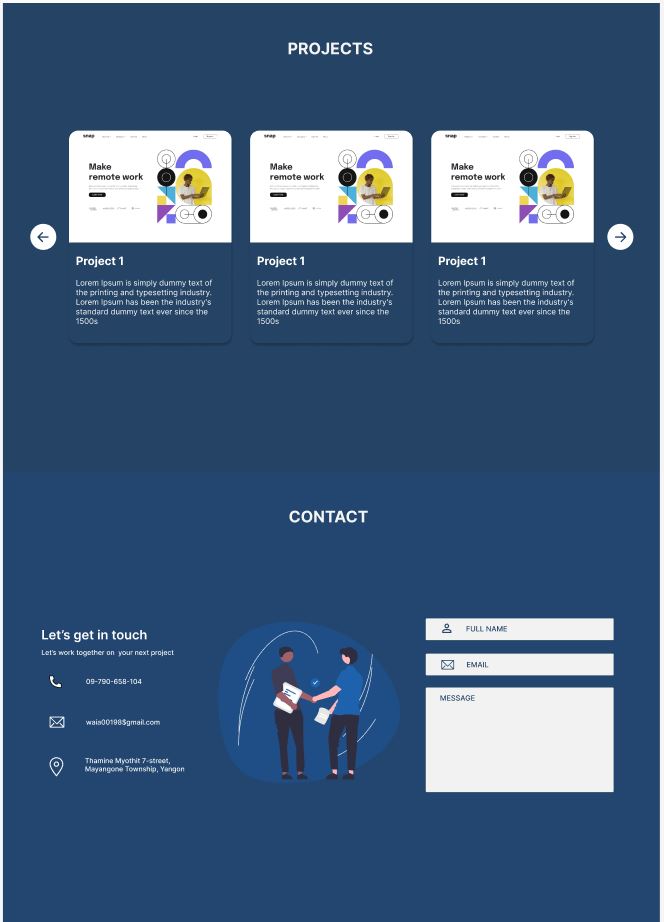 PROJECTS
snap
Make
remote work
snap
Make
remote work
snap
Make
remote work
Project 1
Lorem Ipsum is simply dummy text of
the printing and typesetting industry.
Lorem Ipsum has been the industry's
standard dummy text ever since the
1500s
Project 1
Lorem Ipsum is simply dummy text of
the printing and typesetting industry.
Lorem Ipsum has been the industry's
standard dummy text ever since the
1500s
Project 1
Lorem Ipsum is simply dummy text of
the printing and typesetting industry.
Lorem Ipsum has been the industry's
standard dummy text ever since the
1500s
CONTACT
Let's get in touch
Let's work together on your next project
09-790-658-104
waia00198$gmail.com
Thamine Myothit 7-street,
Mayangone Township, Yangon
FULL NAME
EMAIL
MESSAGE